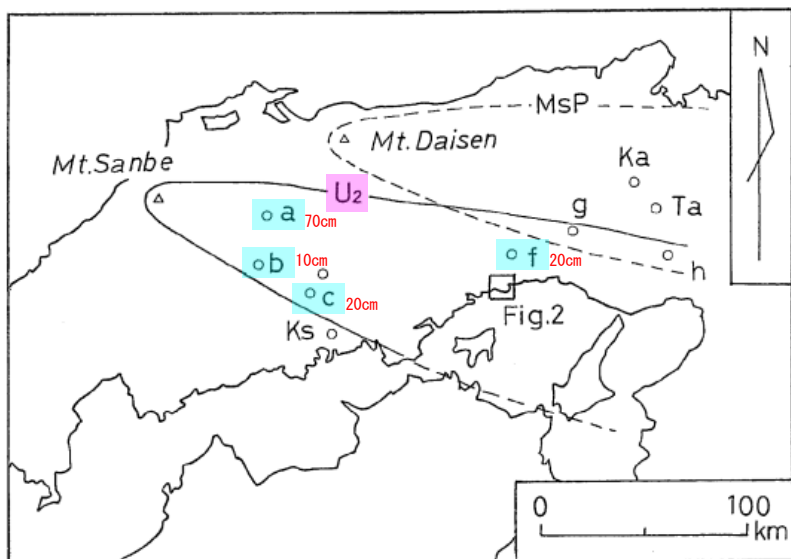 N
MsP
Mt.Daisen
Mt.Sanbe
Ka
U2
Ta
a 70cm
g
f 20cm
h
b 10cm
c 20cm
Fig.2
Ks
0 100
km